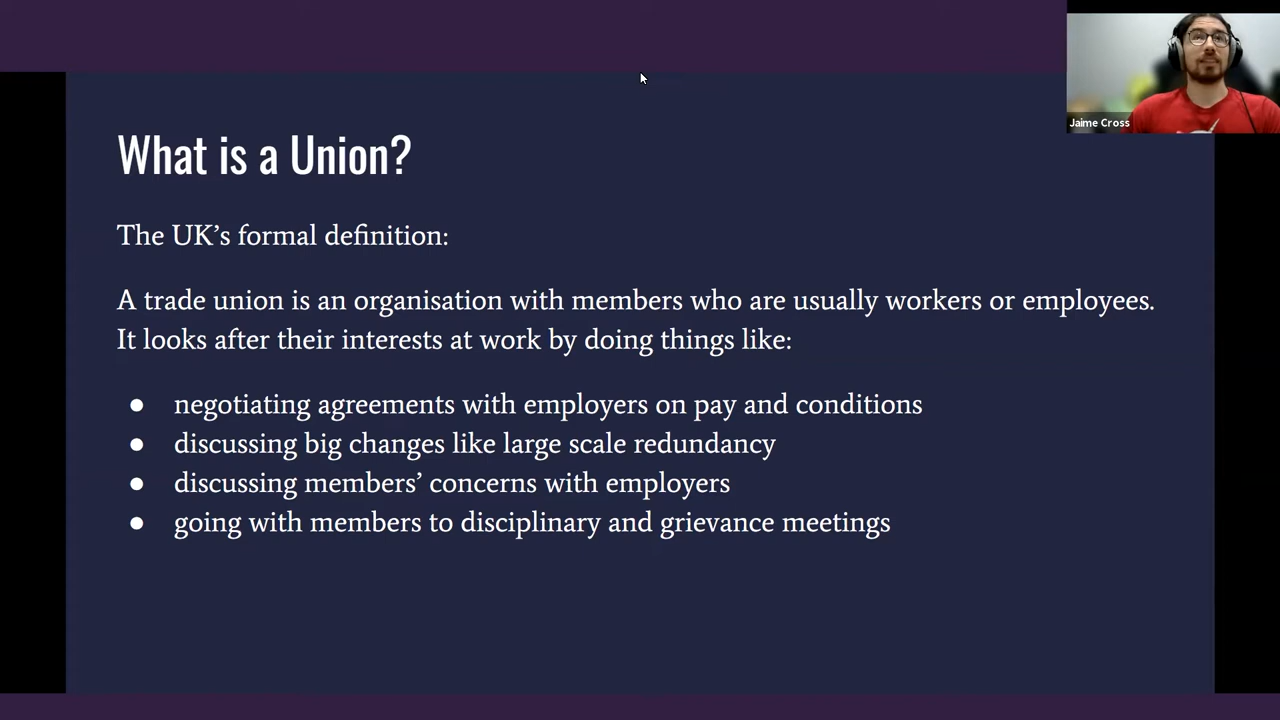 What is a Union?
The UK’s formal definition:
A trade union is an organisation with members who are usually workers or employees.
It looks after their interests at work by doing things like:
● negotiating agreements with employers on pay and conditions
● discussing big changes like large scale redundancy
● discussing members’ concerns with employers
● going with members to disciplinary and grievance meetings
Jaime Cross